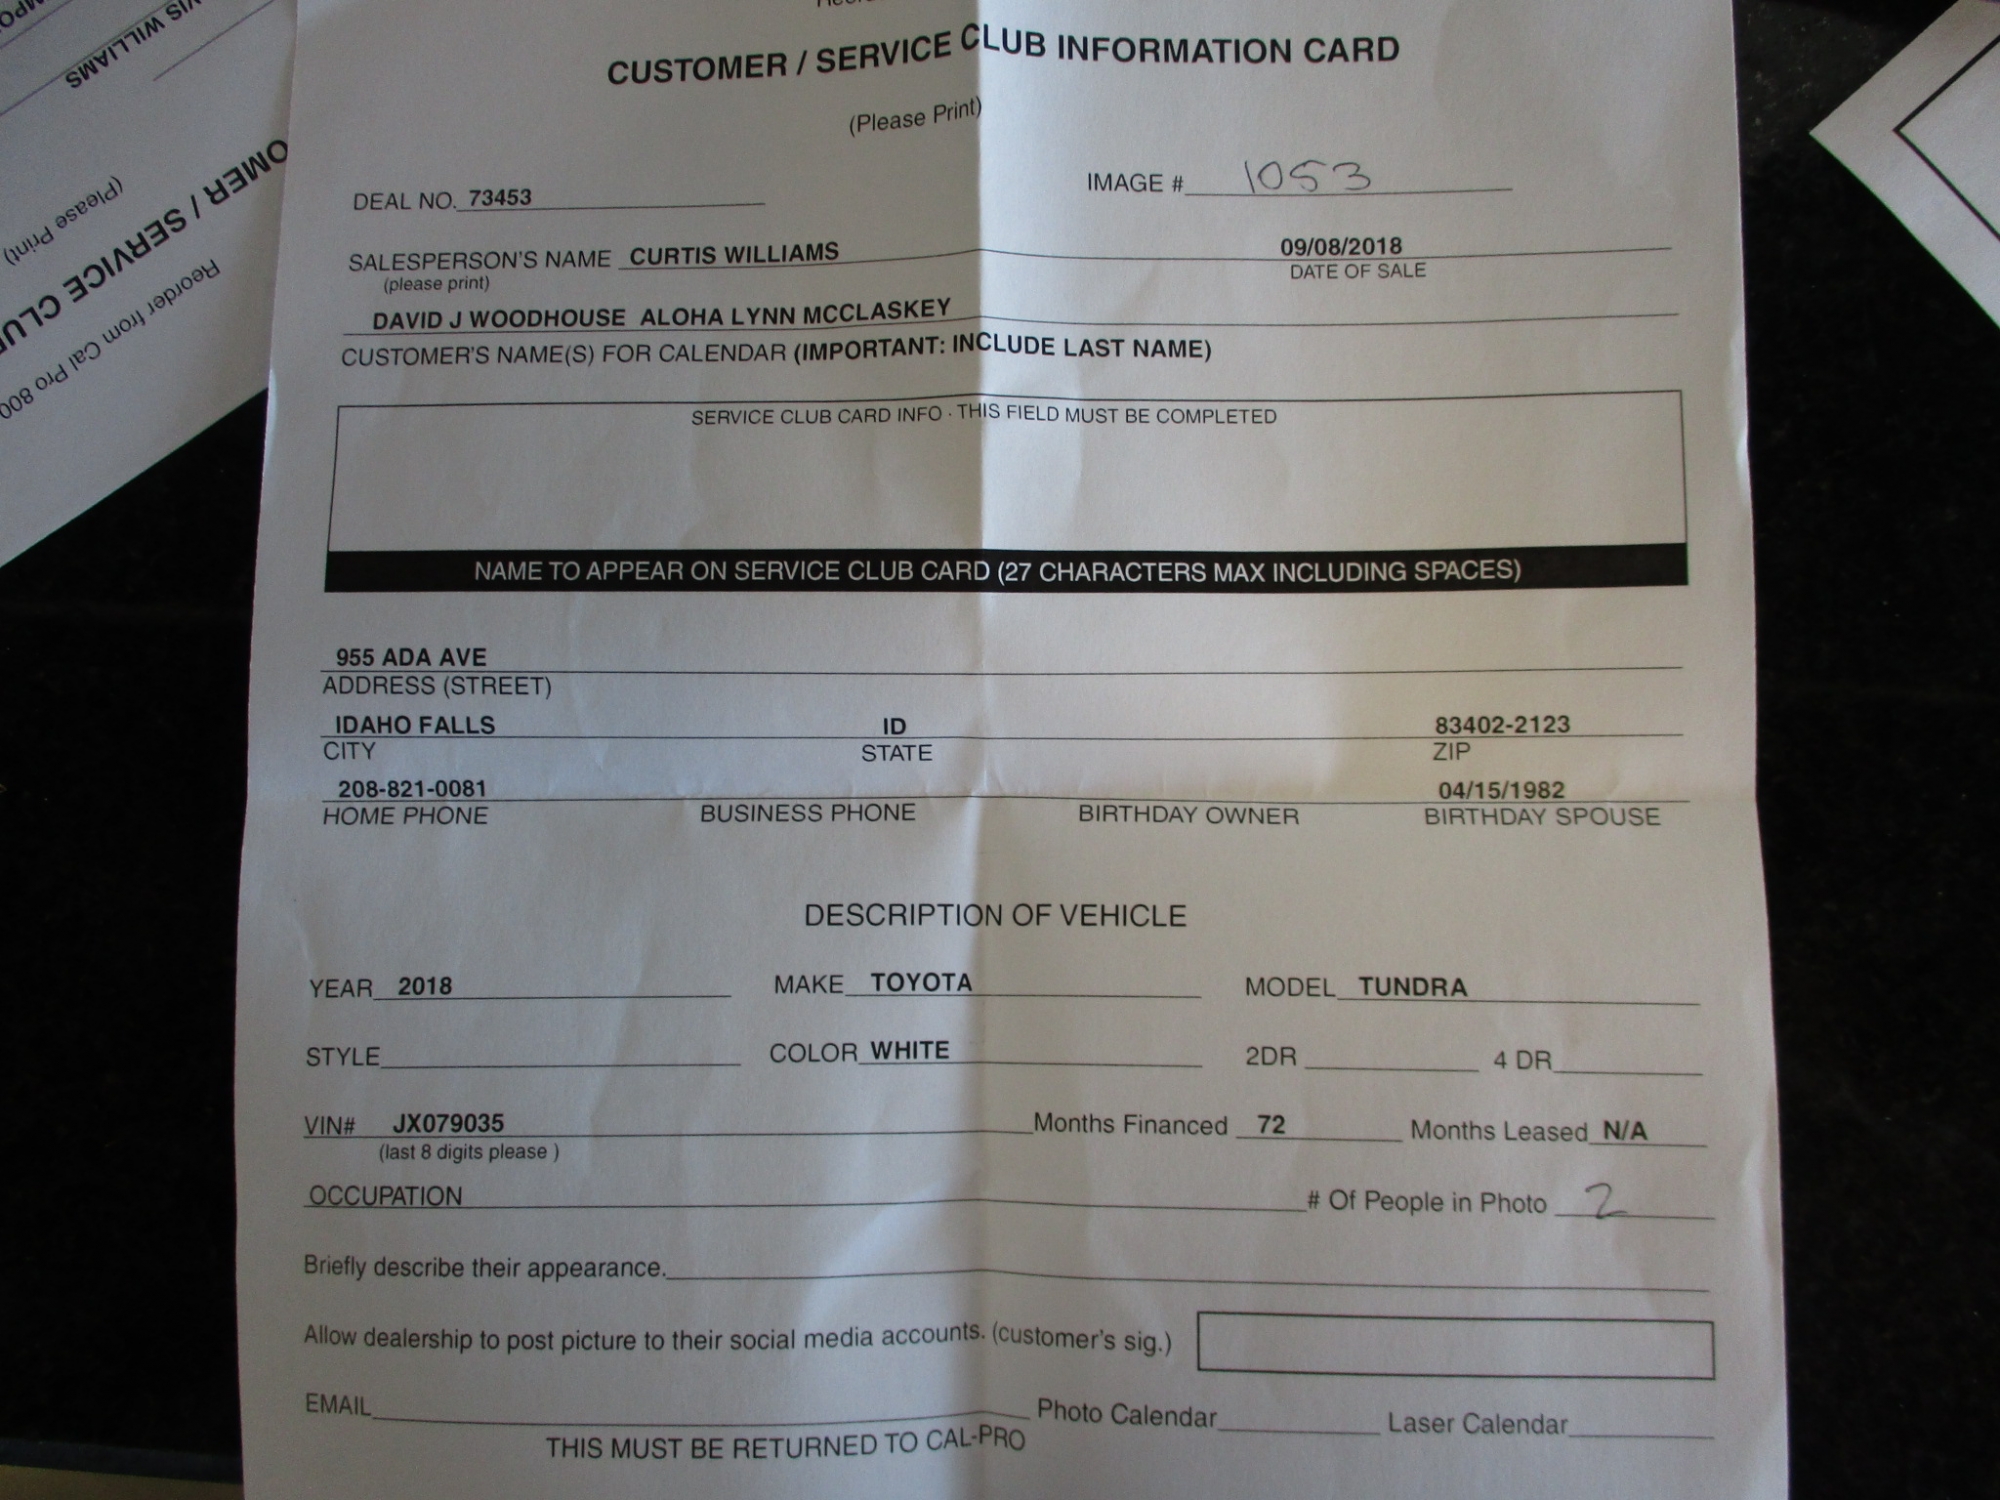 CUSTOMER / SERVICE CLUB INFORMATION CARD
(Please Print)
DEAL NO. 73453 IMAGE # 1053
SALESPERSON'S NAME CURTIS WILLIAMS 09/08/2018
(please print) DATE OF SALE
DAVID J WOODHOUSE ALOHA LYNN MCCLASKEY
CUSTOMER'S NAME(S) FOR CALENDAR (IMPORTANT: INCLUDE LAST NAME)
SERVICE CLUB CARD INFO · THIS FIELD MUST BE COMPLETED
NAME TO APPEAR ON SERVICE CLUB CARD (27 CHARACTERS MAX INCLUDING SPACES)
955 ADA AVE
ADDRESS (STREET)
IDAHO FALLS ID 83402-2123
CITY STATE ZIP
208-821-0081 04/15/1982
HOME PHONE BUSINESS PHONE BIRTHDAY OWNER BIRTHDAY SPOUSE
DESCRIPTION OF VEHICLE
YEAR 2018 MAKE TOYOTA MODEL TUNDRA
STYLE COLOR WHITE 2DR 4 DR
VIN# JX079035 Months Financed 72 Months Leased N/A
(last 8 digits please )
OCCUPATION # Of People in Photo 2
Briefly describe their appearance.
Allow dealership to post picture to their social media accounts. (customer's sig.)
EMAIL Photo Calendar Laser Calendar
THIS MUST BE RETURNED TO CAL-PRO
WILLIAMS
(Please Print)
OMER / SERVICE CLU
Reorder from Cal Pro 800